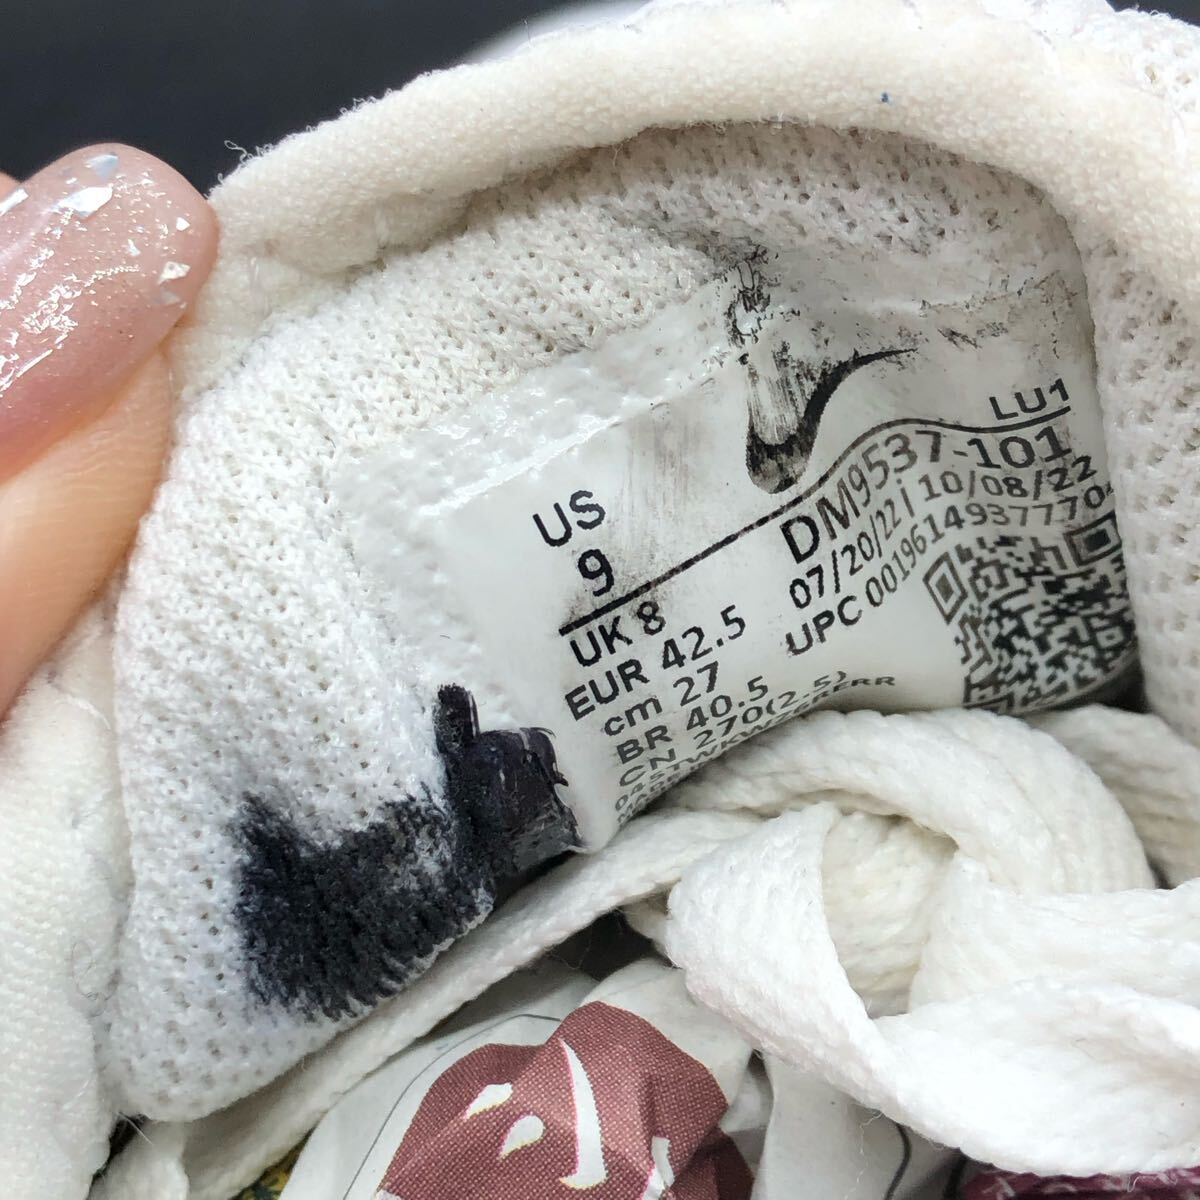 LU1
US
9
DM9537-101
07/20/22 | 10/08/22
UPC 00196149377704
UK 8
EUR 42.5
cm 27
BR 40.5
CN 270(2.5)